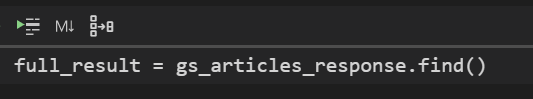 M↓
full_result = gs_articles_response.find()